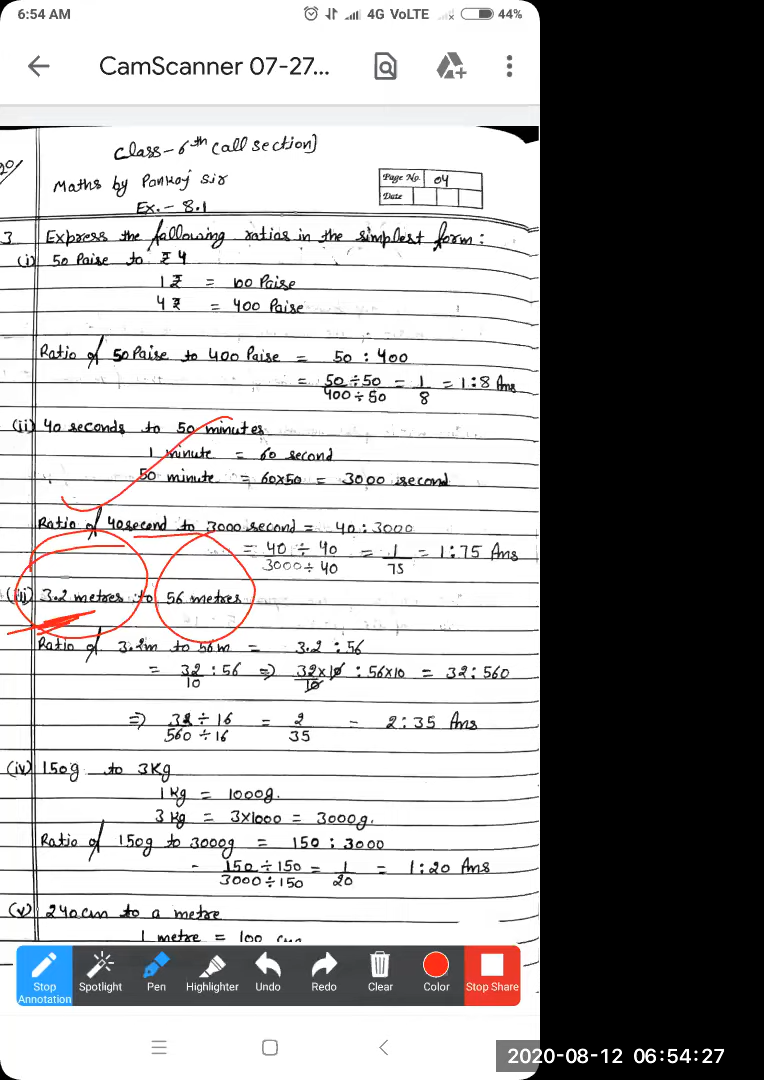 6:54 AM 4G VoLTE 44%
CamScanner 07-27...
Class-6th (all section]
Maths by Pankaj Sir
Page No. 04
Date
Ex.- 8.1
3 Express the following ratios in the simplest form:
(i) 50 Paise to ₹4
1 ₹ = 100 Paise
4 ₹ = 400 Paise
Ratio of 50 Paise to 400 Paise = 50 : 400
= 50 ÷ 50 / 400 ÷ 50 = 1/8 = 1:8 Ans
(ii) 40 seconds to 50 minutes
1 minute = 60 second
50 minute = 60x50 = 3000 second
Ratio of 40 second to 3000 second = 40 : 3000
= 40 ÷ 40 / 3000 ÷ 40 = 1/75 = 1:75 Ans
(iii) 3.2 metres to 56 metres
Ratio of 3.2m to 56m = 3.2 : 56
= 32/10 : 56 => 32x10/10 : 56x10 = 32:560
=> 32 ÷ 16 / 560 ÷ 16 = 2/35 - 2:35 Ans
(iv) 150g to 3Kg
1 Kg = 1000g.
3 Kg = 3x1000 = 3000g.
Ratio of 150g to 3000g = 150 : 3000
- 150 ÷ 150 / 3000 ÷ 150 = 1/20 = 1:20 Ans
(v) 240cm to a metre
1 metre = 100 cm
Stop Annotation Spotlight Pen Highlighter Undo Redo Clear Color Stop Share
2020-08-12 06:54:27